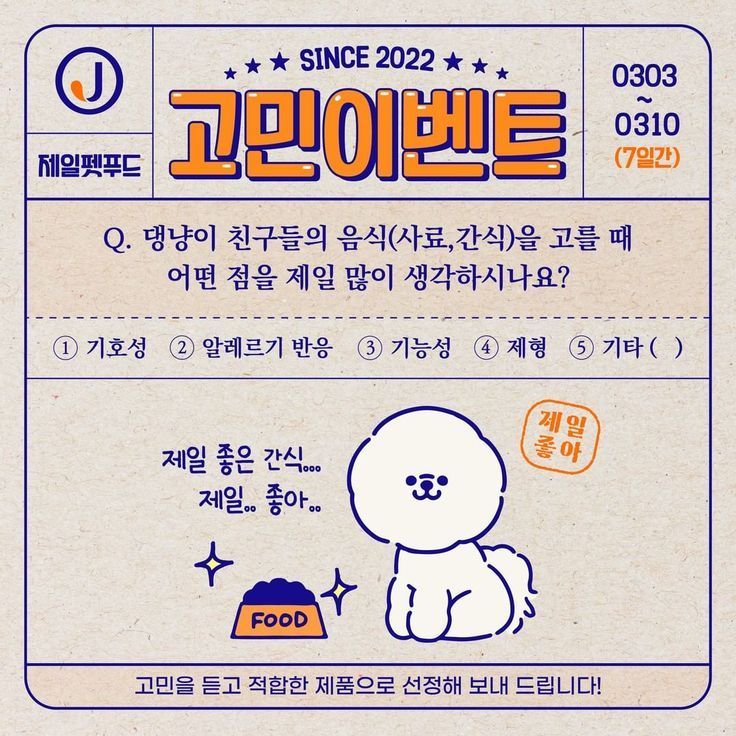 J
제일펫푸드
★★★ SINCE 2022 ★★★
고민이벤트
0303
~
0310
(7일간)
Q. 댕냥이 친구들의 음식(사료,간식)을 고를 때
어떤 점을 제일 많이 생각하시나요?
① 기호성 ② 알레르기 반응 ③ 기능성 ④ 제형 ⑤ 기타 ( )
제일 좋은 간식...
제일.. 좋아..
제일
좋아
FOOD
고민을 듣고 적합한 제품으로 선정해 보내 드립니다!